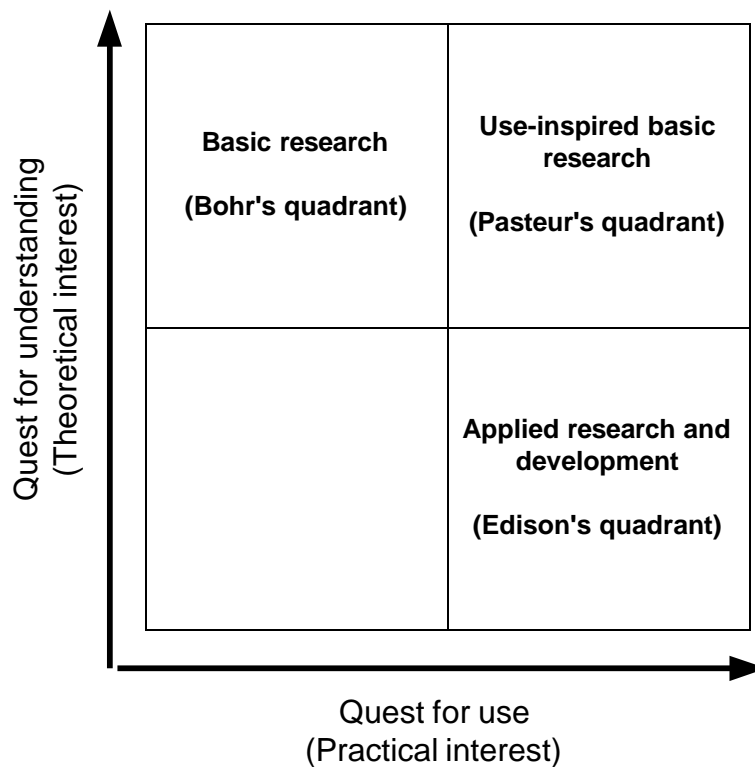 Quest for understanding
(Theoretical interest)
Basic research
(Bohr's quadrant)
Use-inspired basic
research
(Pasteur's quadrant)
Applied research and
development
(Edison's quadrant)
Quest for use
(Practical interest)